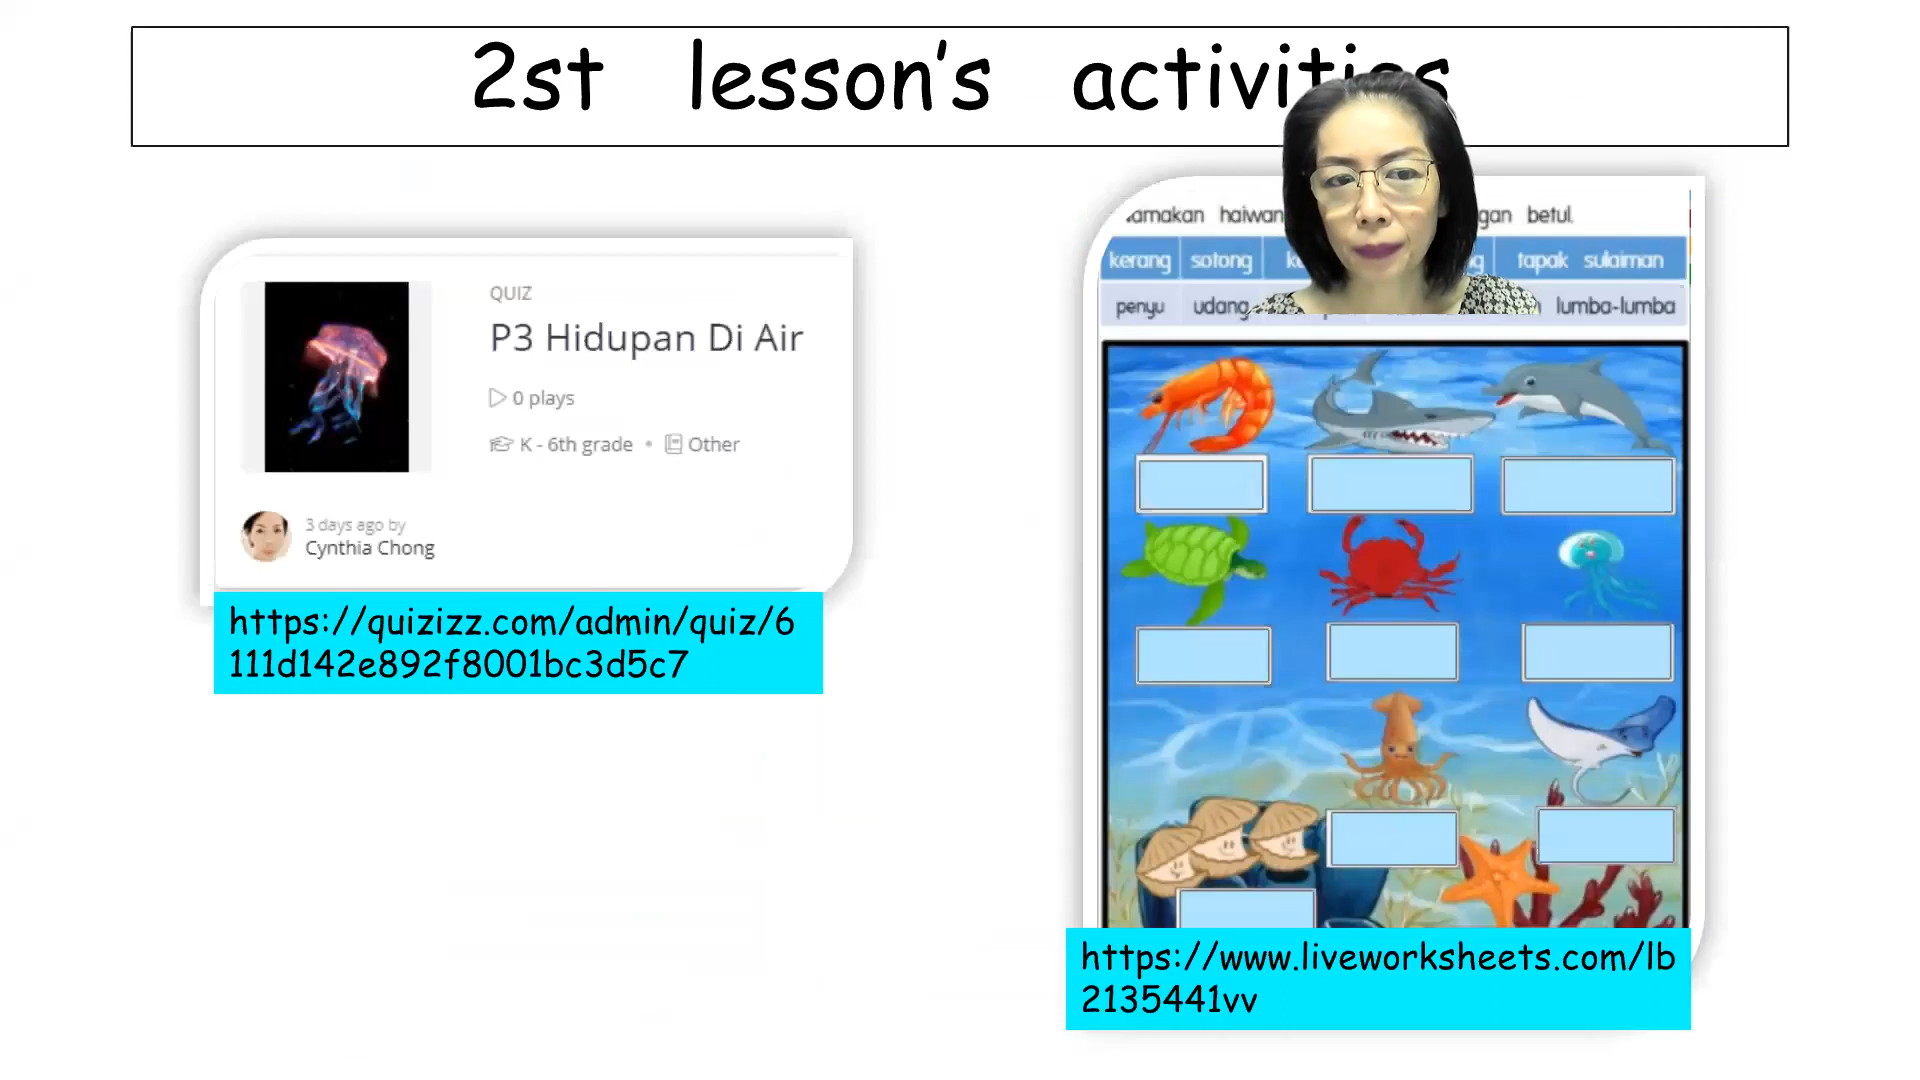 2st lesson's activities
QUIZ
P3 Hidupan Di Air
0 plays
K - 6th grade • Other
3 days ago by
Cynthia Chong
https://quizizz.com/admin/quiz/6
111d142e892f8001bc3d5c7
haiwan betul.
kerang sotong tapak sulaiman
penyu udang lumba-lumba
https://www.liveworksheets.com/lb
2135441vv